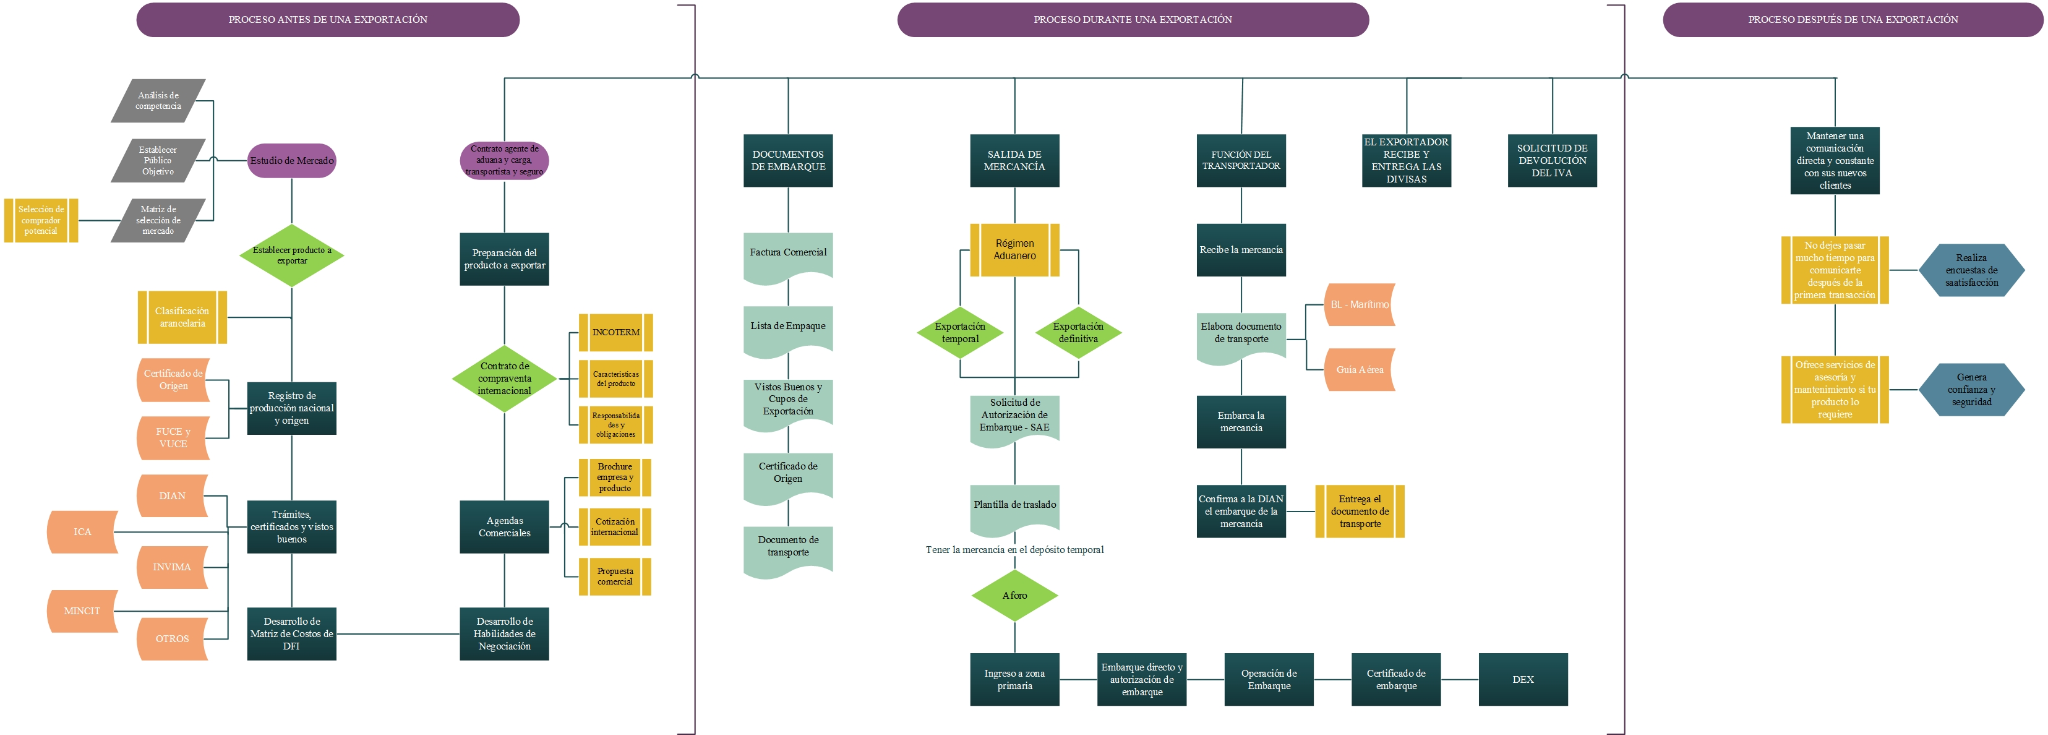 PROCESO ANTES DE UNA EXPORTACIÓN
Análisis de
competencia
Establecer
Público
Objetivo
Matriz de
selección de
mercado
Selección de
comprador
potencial
Estudio de Mercado
Establecer producto a
exportar
Clasificación
arancelaria
Certificado de
Origen
FUCE y
VUCE
Registro de
producción nacional
y origen
DIAN
ICA
INVIMA
MINCIT
OTROS
Trámites,
certificados y vistos
buenos
Desarrollo de
Matriz de Costos de
DFI
Contrato agente de
aduana y carga,
transportista y seguro
Preparación del
producto a exportar
Contrato de
compraventa
internacional
INCOTERM
Características
del producto
Responsabilida
des y
obligaciones
Agendas
Comerciales
Brochure
empresa y
producto
Cotización
internacional
Propuesta
comercial
Desarrollo de
Habilidades de
Negociación
PROCESO DURANTE UNA EXPORTACIÓN
DOCUMENTOS
DE EMBARQUE
Factura Comercial
Lista de Empaque
Vistos Buenos y
Cupos de
Exportación
Certificado de
Origen
Documento de
transporte
SALIDA DE
MERCANCÍA
Régimen
Aduanero
Exportación
temporal
Exportación
definitiva
Solicitud de
Autorización de
Embarque - SAE
Plantilla de traslado
Tener la mercancia en el depósito temporal
Aforo
Ingreso a zona
primaria
Embarque directo y
autorización de
embarque
Operación de
Embarque
Certificado de
embarque
DEX
FUNCIÓN DEL
TRANSPORTADOR
Recibe la mercancía
Elabora documento
de transporte
BL - Marítimo
Guía Aérea
Embarca la
mercancía
Confirma a la DIAN
el embarque de la
mercancía
Entrega el
documento de
transporte
EL EXPORTADOR
RECIBE Y
ENTREGA LAS
DIVISAS
SOLICITUD DE
DEVOLUCIÓN
DEL IVA
PROCESO DESPUÉS DE UNA EXPORTACIÓN
Mantener una
comunicación
directa y constante
con sus nuevos
clientes
No dejes pasar
mucho tiempo para
comunicarte
después de la
primera transacción
Realiza
encuestas de
saatisfacción
Ofrece servicios de
asesoría y
mantenimiento si tu
producto lo
requiere
Genera
confianza y
seguridad